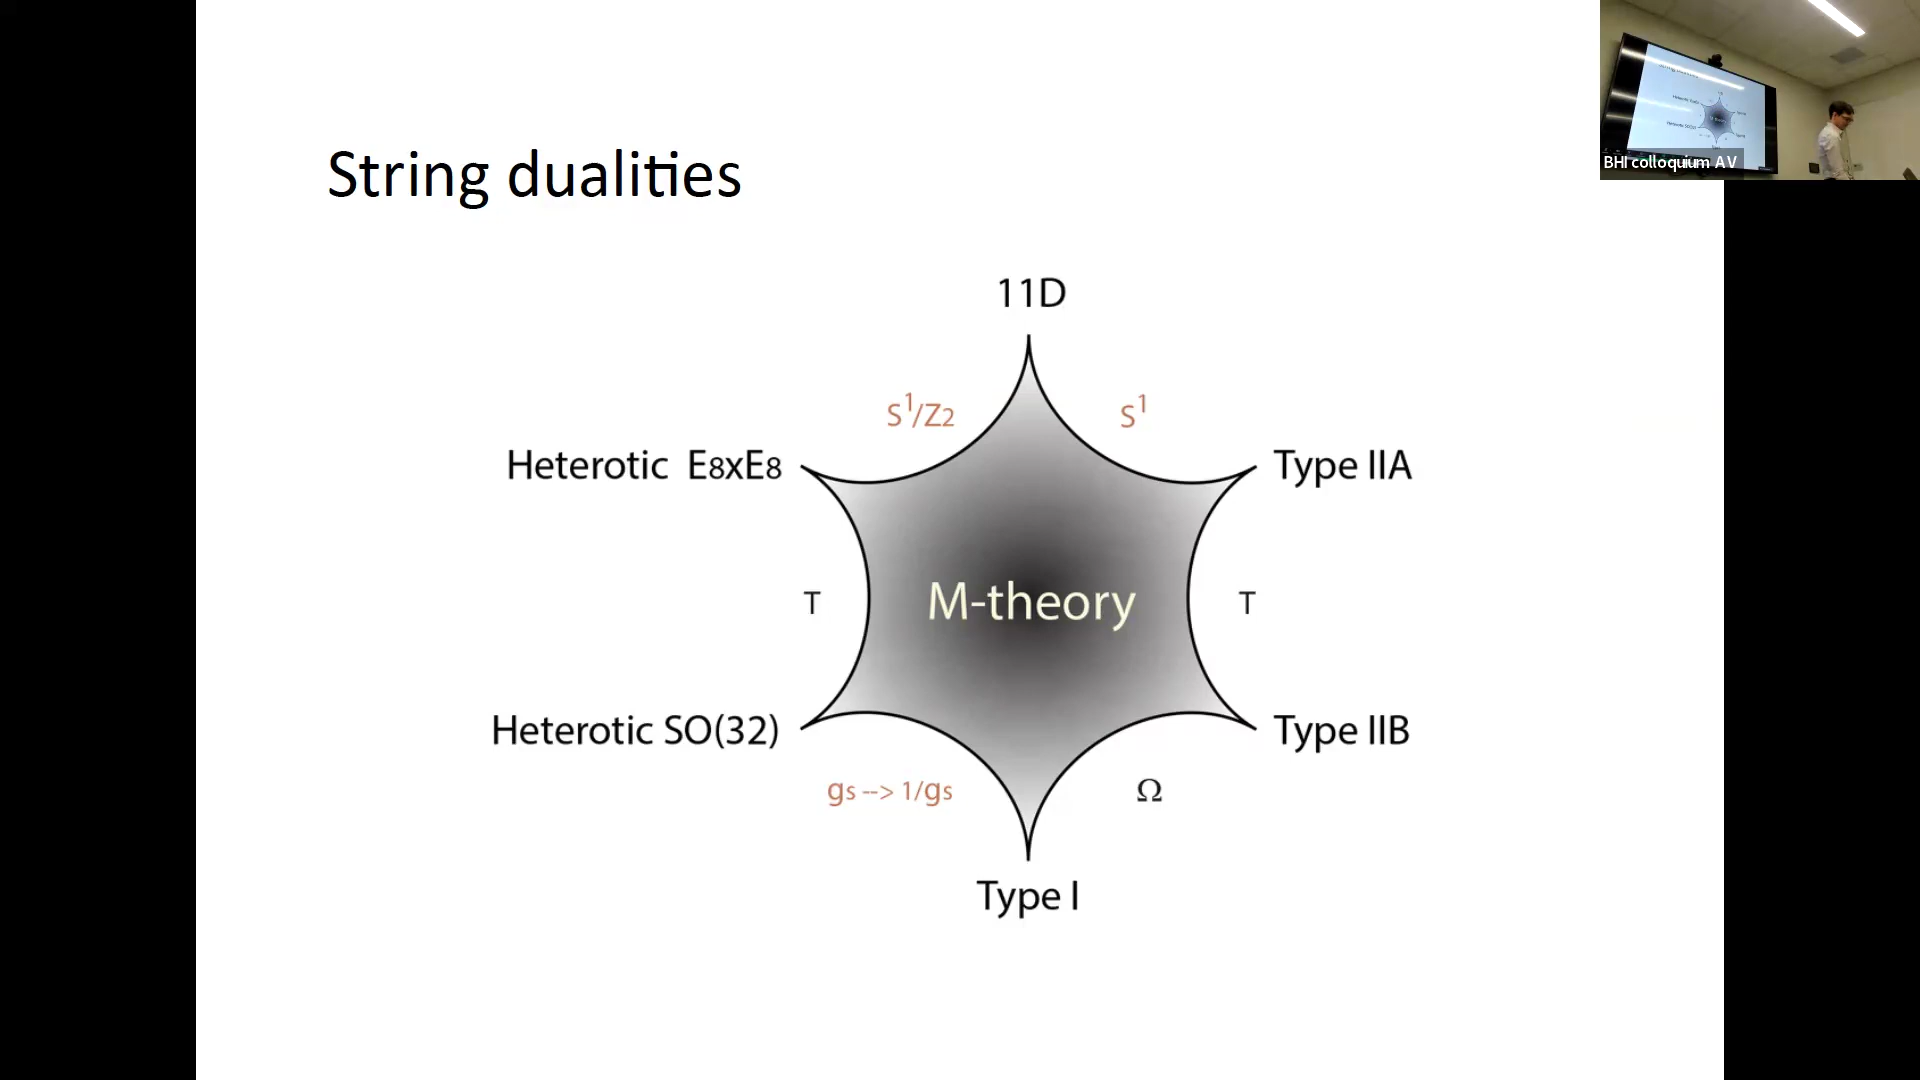 String dualities
11D
S¹/Z2
S¹
Heterotic E8xE8
Type IIA
T
M-theory
T
Heterotic SO(32)
Type IIB
gs --> 1/gs
Ω
Type I
BHI colloquium AV